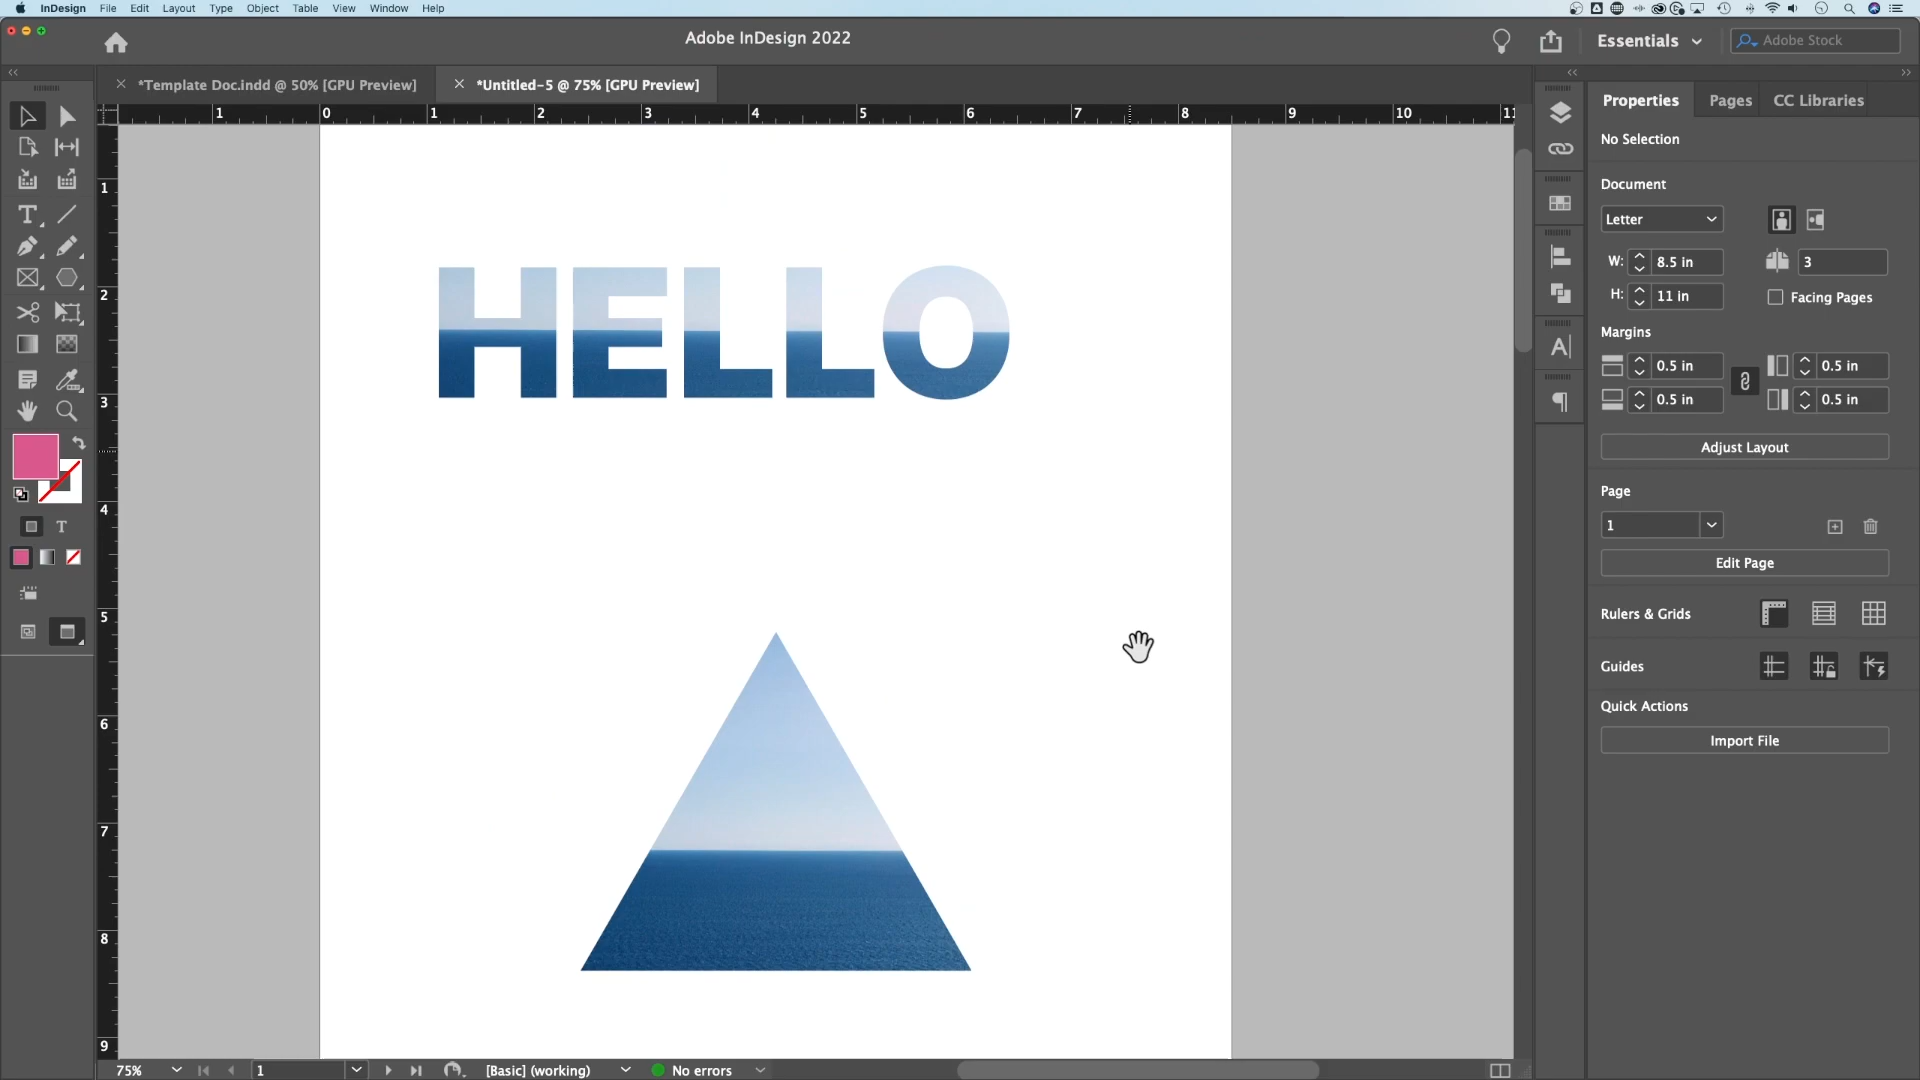 InDesign File Edit Layout Type Object Table View Window Help
Adobe InDesign 2022
Essentials
Adobe Stock
*Template Doc.indd @ 50% [GPU Preview]
*Untitled-5 @ 75% [GPU Preview]
1 0 1 2 3 4 5 6 7 8 9 10 11
1
2
3
4
5
6
7
8
9
T
T
HELLO
A
Properties Pages CC Libraries
No Selection
Document
Letter
W: 8.5 in
3
H: 11 in
Facing Pages
Margins
0.5 in 0.5 in
0.5 in 0.5 in
Adjust Layout
Page
1
Edit Page
Rulers & Grids
Guides
Quick Actions
Import File
75% 1 [Basic] (working) No errors